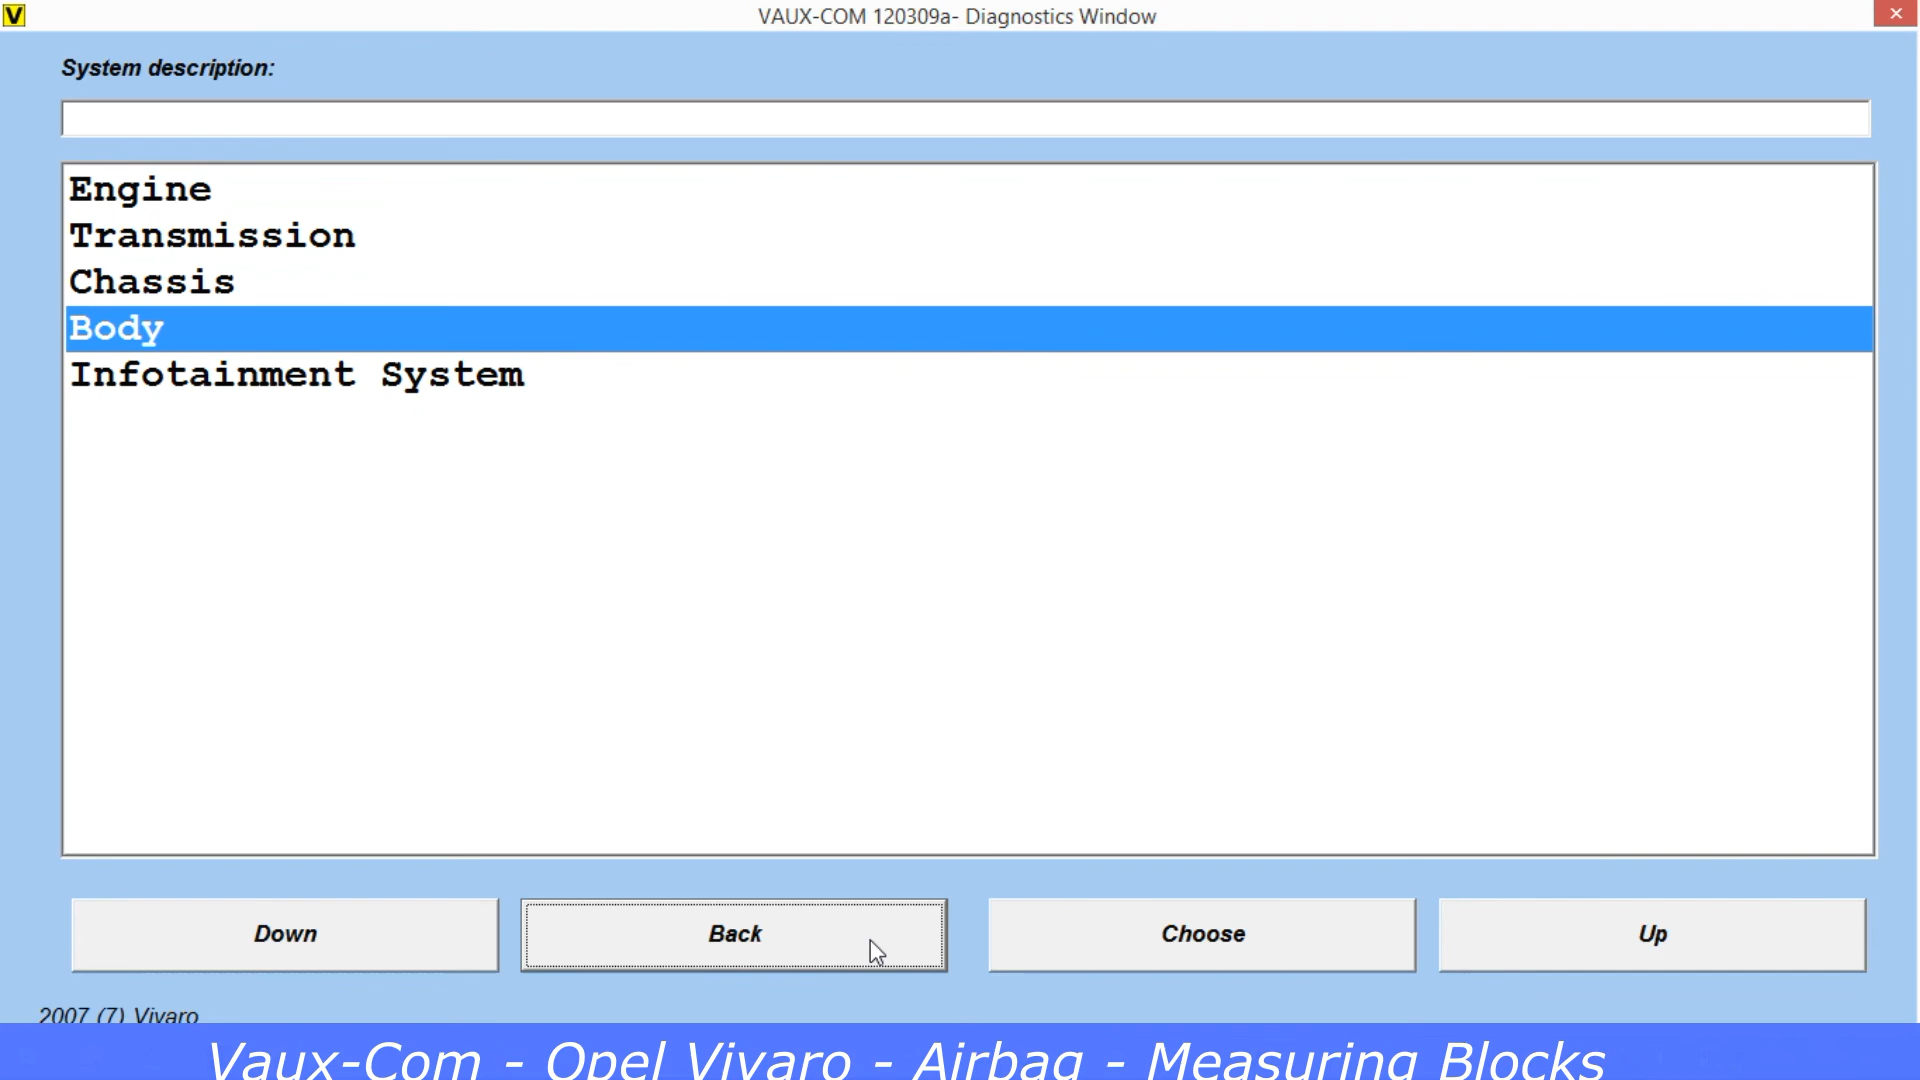 V
VAUX-COM 120309a- Diagnostics Window
System description:
Engine
Transmission
Chassis
Body
Infotainment System
Down
Back
Choose
Up
2007 (7) Vivaro
Vaux-Com - Opel Vivaro - Airbag - Measuring Blocks